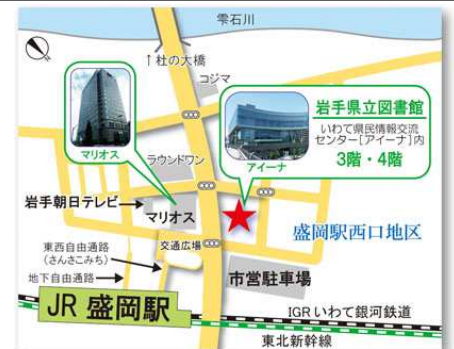 雫石川
↑杜の大橋
コジマ
岩手県立図書館
いわて県民情報交流
センター[アイーナ]内
3階・4階
マリオス
アイーナ
ラウンドワン
岩手朝日テレビ
マリオス
盛岡駅西口地区
東西自由通路
(さんさこみち)
交通広場
地下自由通路
市営駐車場
JR 盛岡駅
IGRいわて銀河鉄道
東北新幹線